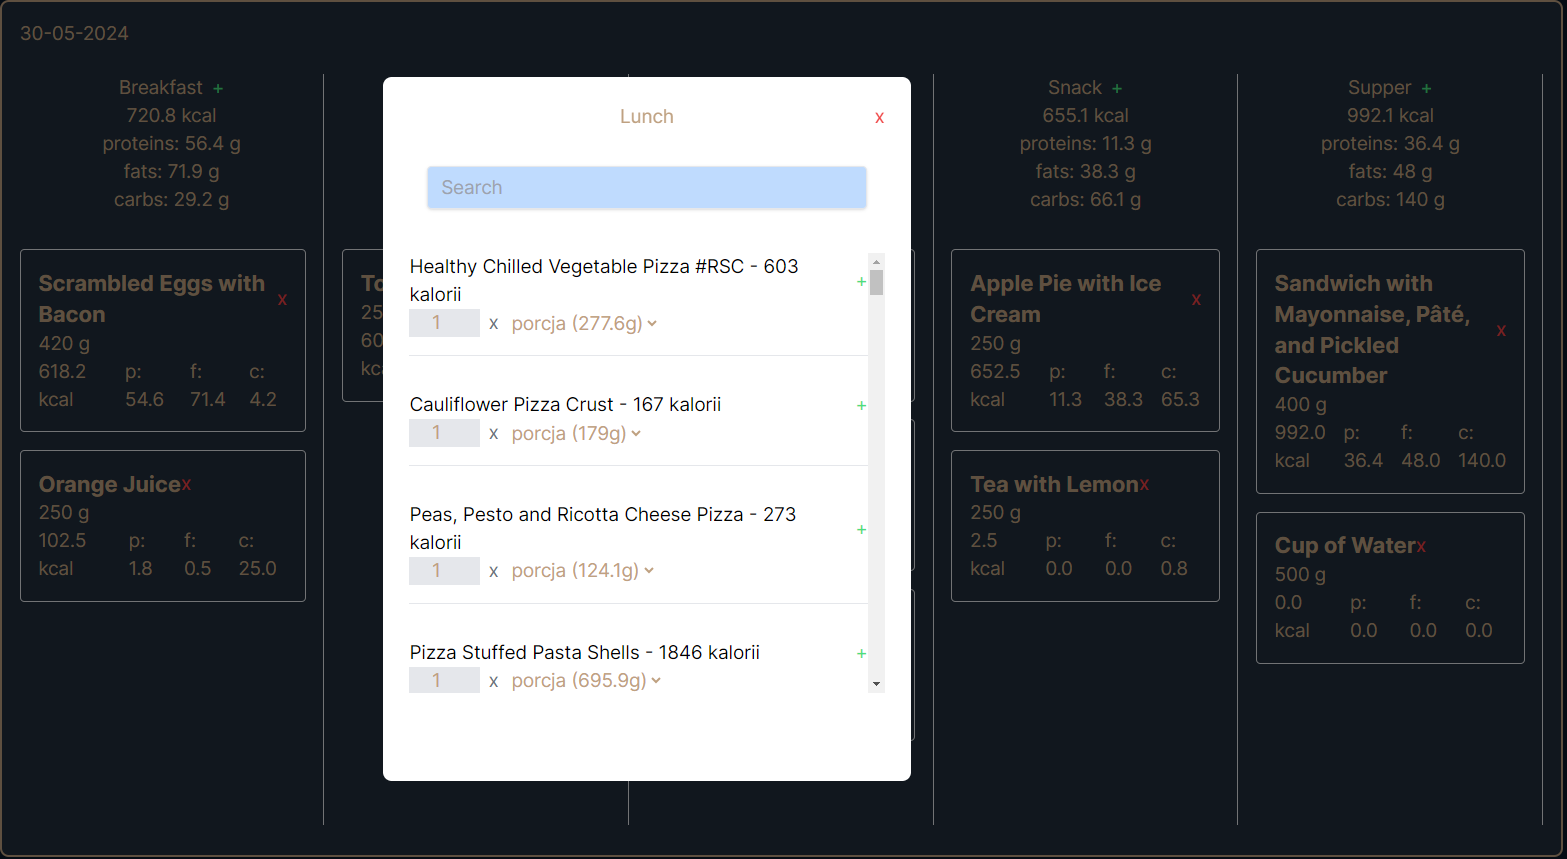 30-05-2024
Breakfast +
720.8 kcal
proteins: 56.4 g
fats: 71.9 g
carbs: 29.2 g
Scrambled Eggs with
Bacon
x
420 g
618.2 p: f: c:
kcal 54.6 71.4 4.2
Orange Juicex
250 g
102.5 p: f: c:
kcal 1.8 0.5 25.0
Lunch
x
Search
Healthy Chilled Vegetable Pizza #RSC - 603
kalorii
+
1 x porcja (277.6g)
Cauliflower Pizza Crust - 167 kalorii
+
1 x porcja (179g)
Peas, Pesto and Ricotta Cheese Pizza - 273
kalorii
+
1 x porcja (124.1g)
Pizza Stuffed Pasta Shells - 1846 kalorii
+
1 x porcja (695.9g)
Snack +
655.1 kcal
proteins: 11.3 g
fats: 38.3 g
carbs: 66.1 g
Apple Pie with Ice
Cream
x
250 g
652.5 p: f: c:
kcal 11.3 38.3 65.3
Tea with Lemonx
250 g
2.5 p: f: c:
kcal 0.0 0.0 0.8
Supper +
992.1 kcal
proteins: 36.4 g
fats: 48 g
carbs: 140 g
Sandwich with
Mayonnaise, Pâté,
and Pickled
Cucumber
x
400 g
992.0 p: f: c:
kcal 36.4 48.0 140.0
Cup of Waterx
500 g
0.0 p: f: c:
kcal 0.0 0.0 0.0